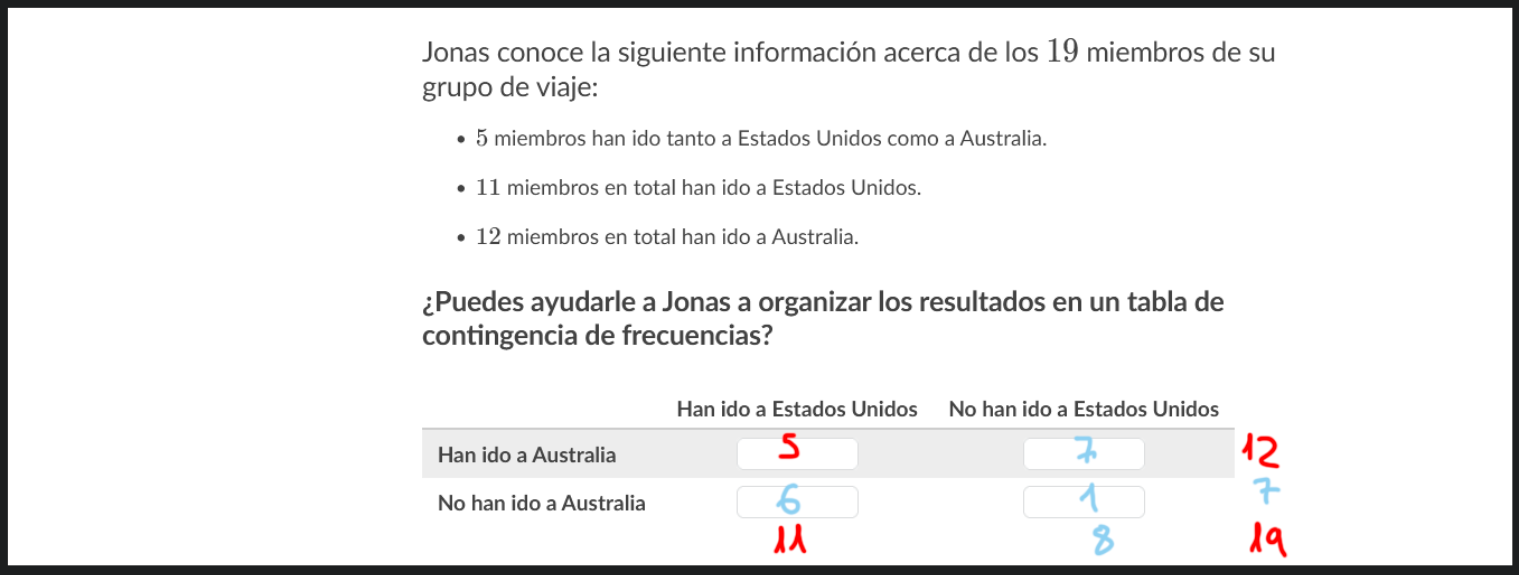 Jonas conoce la siguiente información acerca de los 19 miembros de su
grupo de viaje:
• 5 miembros han ido tanto a Estados Unidos como a Australia.
• 11 miembros en total han ido a Estados Unidos.
• 12 miembros en total han ido a Australia.
¿Puedes ayudarle a Jonas a organizar los resultados en un tabla de
contingencia de frecuencias?
Han ido a Estados Unidos No han ido a Estados Unidos
Han ido a Australia 5 7 12
No han ido a Australia 6 1 7
11 8 19